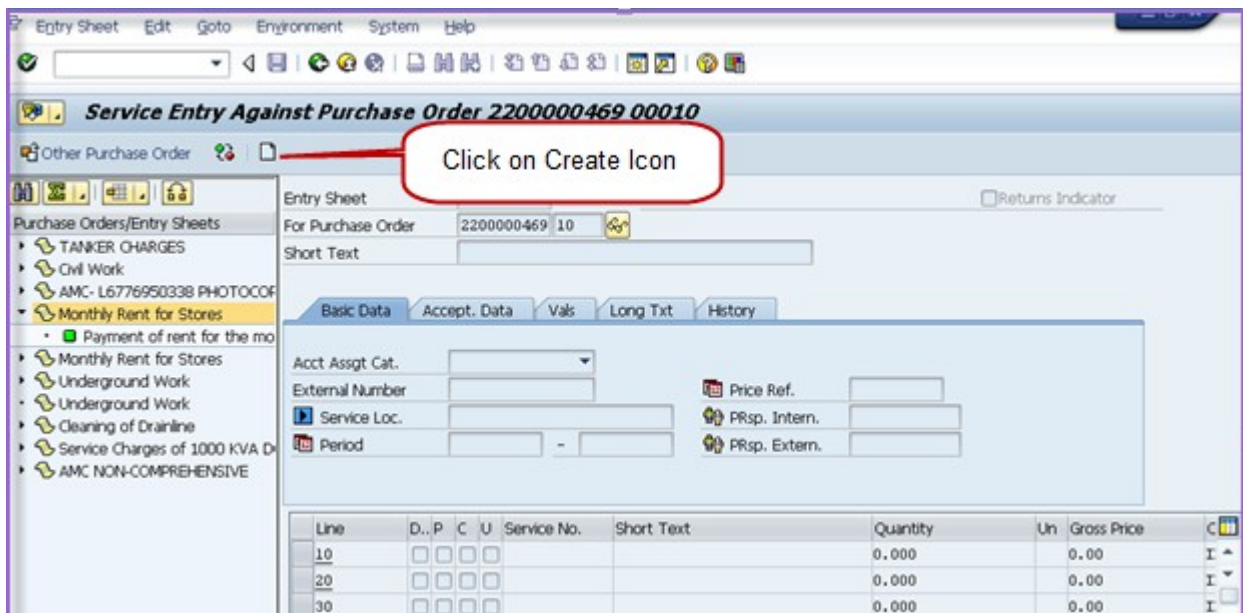 Entry Sheet Edit Goto Environment System Help
Service Entry Against Purchase Order 2200000469 00010
Other Purchase Order
Click on Create Icon
Purchase Orders/Entry Sheets
TANKER CHARGES
Civil Work
AMC- L6776950338 PHOTOCOP
Monthly Rent for Stores
Payment of rent for the mo
Monthly Rent for Stores
Underground Work
Underground Work
Cleaning of Drainline
Service Charges of 1000 KVA D
AMC NON-COMPREHENSIVE
Entry Sheet
Returns Indicator
For Purchase Order 2200000469 10
Short Text
Basic Data Accept. Data Vals Long Txt History
Acct Assgt Cat.
External Number Price Ref.
Service Loc. PRsp. Intern.
Period - PRsp. Extern.
Line D.. P C U Service No. Short Text Quantity Un Gross Price C
10 0.000 0.00 I
20 0.000 0.00 I
30 0.000 0.00 I